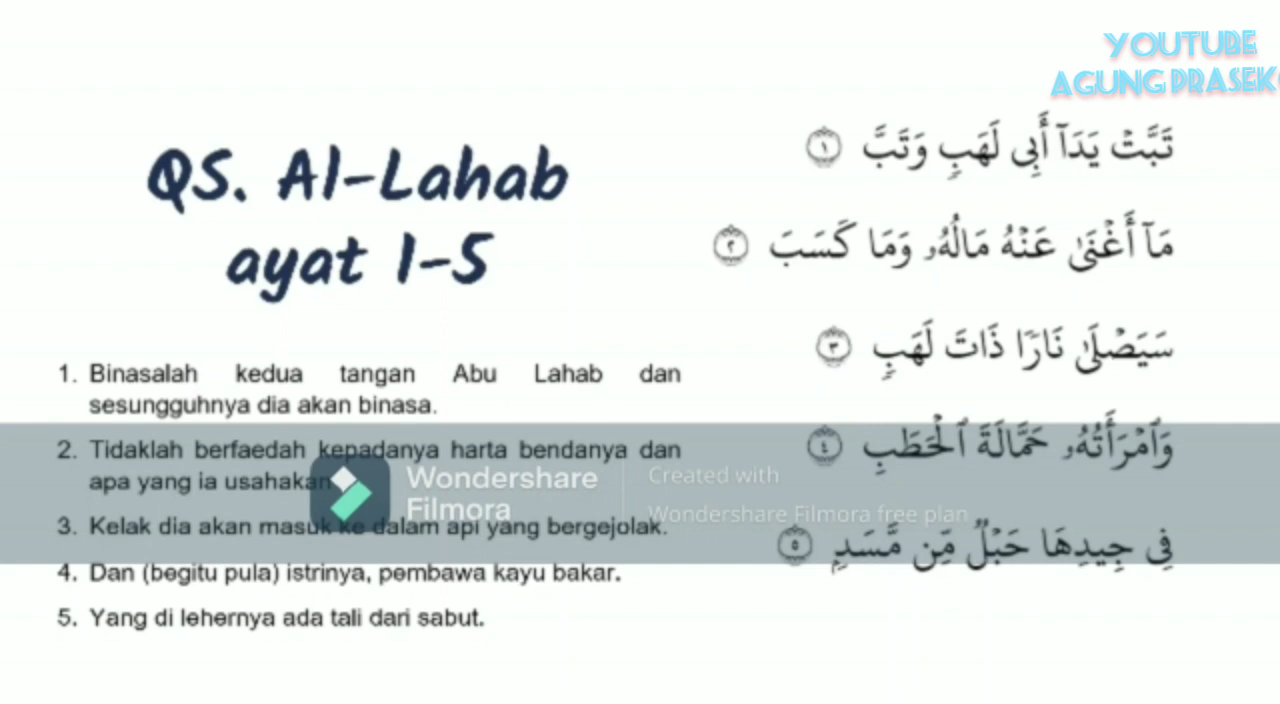 YOUTUBE
QS. Al-Lahab
ayat 1-5
1. Binasalah kedua tangan Abu Lahab dan
sesungguhnya dia akan binasa.
2. Tidaklah berfaedah kepadanya harta bendanya dan
apa yang ia usahakan
3. Kelak dia akan masuk ke dalam api yang bergejolak.
4. Dan (begitu pula) istrinya, pembawa kayu bakar.
5. Yang di lehernya ada tali dari sabut.
AGUNG
تَبَّتْ يَدَآ أَبِى لَهَبٍ وَتَبَّ ١
مَآ أَغْنَىٰ عَنْهُ مَالُهُۥ وَمَا كَسَبَ ٢
سَيَصْلَىٰ نَارًا ذَاتَ لَهَبٍ ٣
وَٱمْرَأَتُهُۥ حَمَّالَةَ ٱلْحَطَبِ ٤
فِى جِيدِهَا حَبْلٌ مِّن مَّسَدٍ ٥
Wondershare
Filmora
Created with
Wondershare Filmora free plan